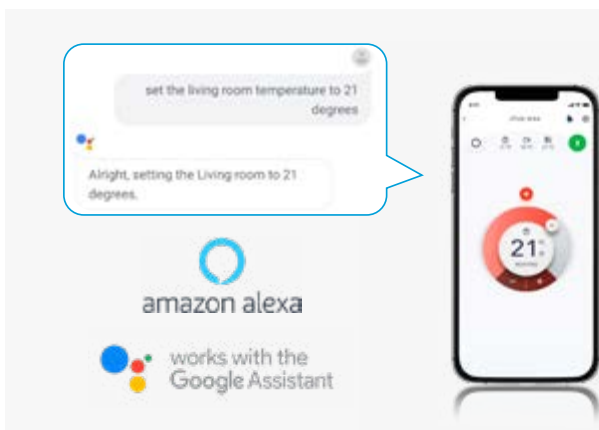 set the living room temperature to 21
degrees
Alright, setting the Living room to 21
degrees.
21
amazon alexa
works with the
Google Assistant